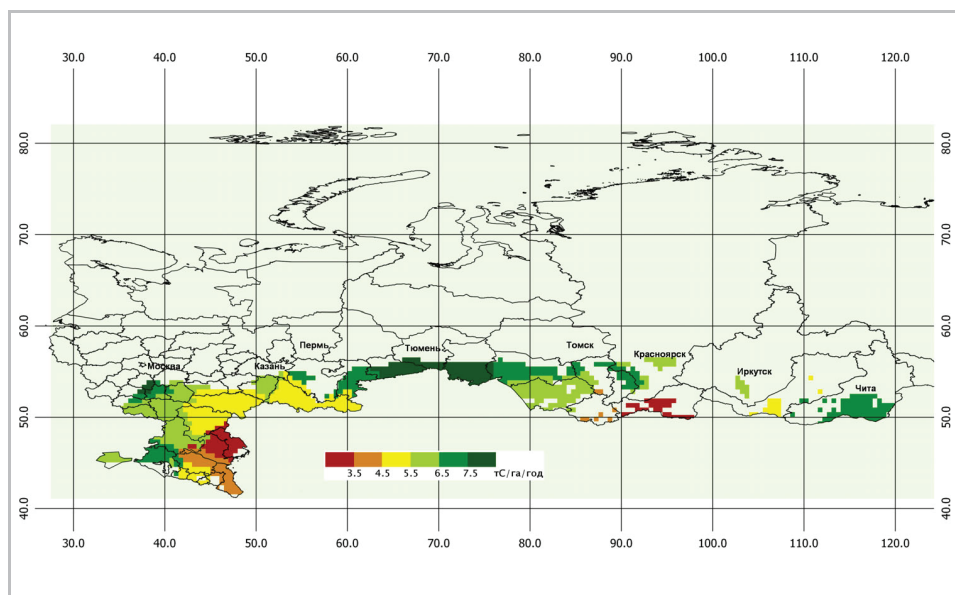 30.0 40.0 50.0 60.0 70.0 80.0 90.0 100.0 110.0 120.0
80.0 80.0
70.0 70.0
60.0 60.0
Пермь
Тюмень
Томск
Красноярск
Москва
Казань
Иркутск
Чита
50.0 50.0
3.5 4.5 5.5 6.5 7.5 тС/га/год
40.0 40.0
30.0 40.0 50.0 60.0 70.0 80.0 90.0 100.0 110.0 120.0